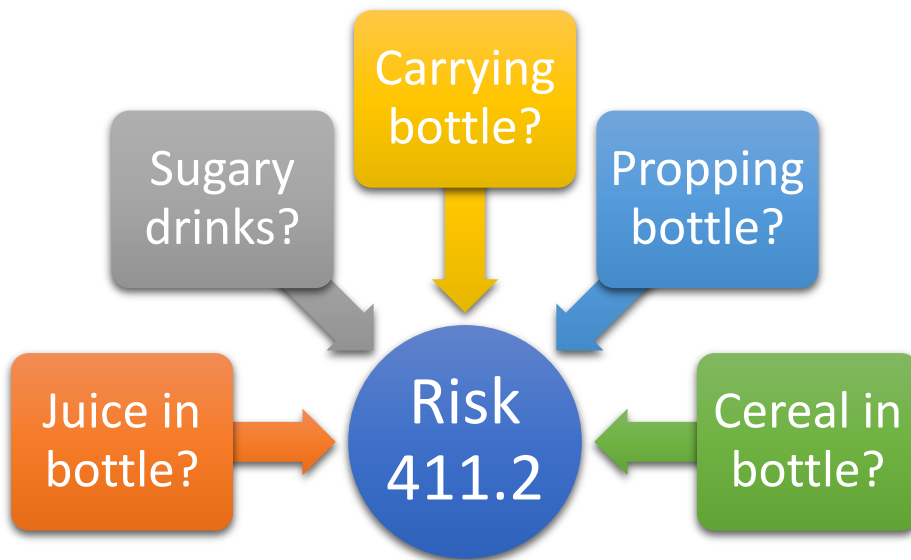 Carrying
bottle?
Sugary
drinks?
Propping
bottle?
Juice in
bottle?
Risk
411.2
Cereal in
bottle?